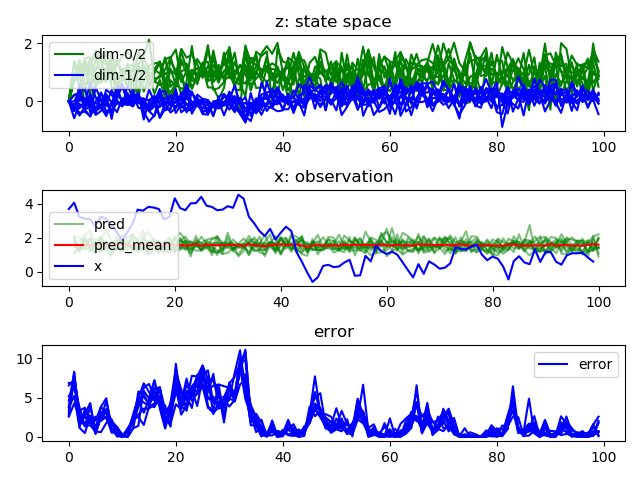 z: state space
2
0
dim-0/2
dim-1/2
0 20 40 60 80 100
x: observation
4
2
0
pred
pred_mean
x
0 20 40 60 80 100
error
10
5
0
error
0 20 40 60 80 100